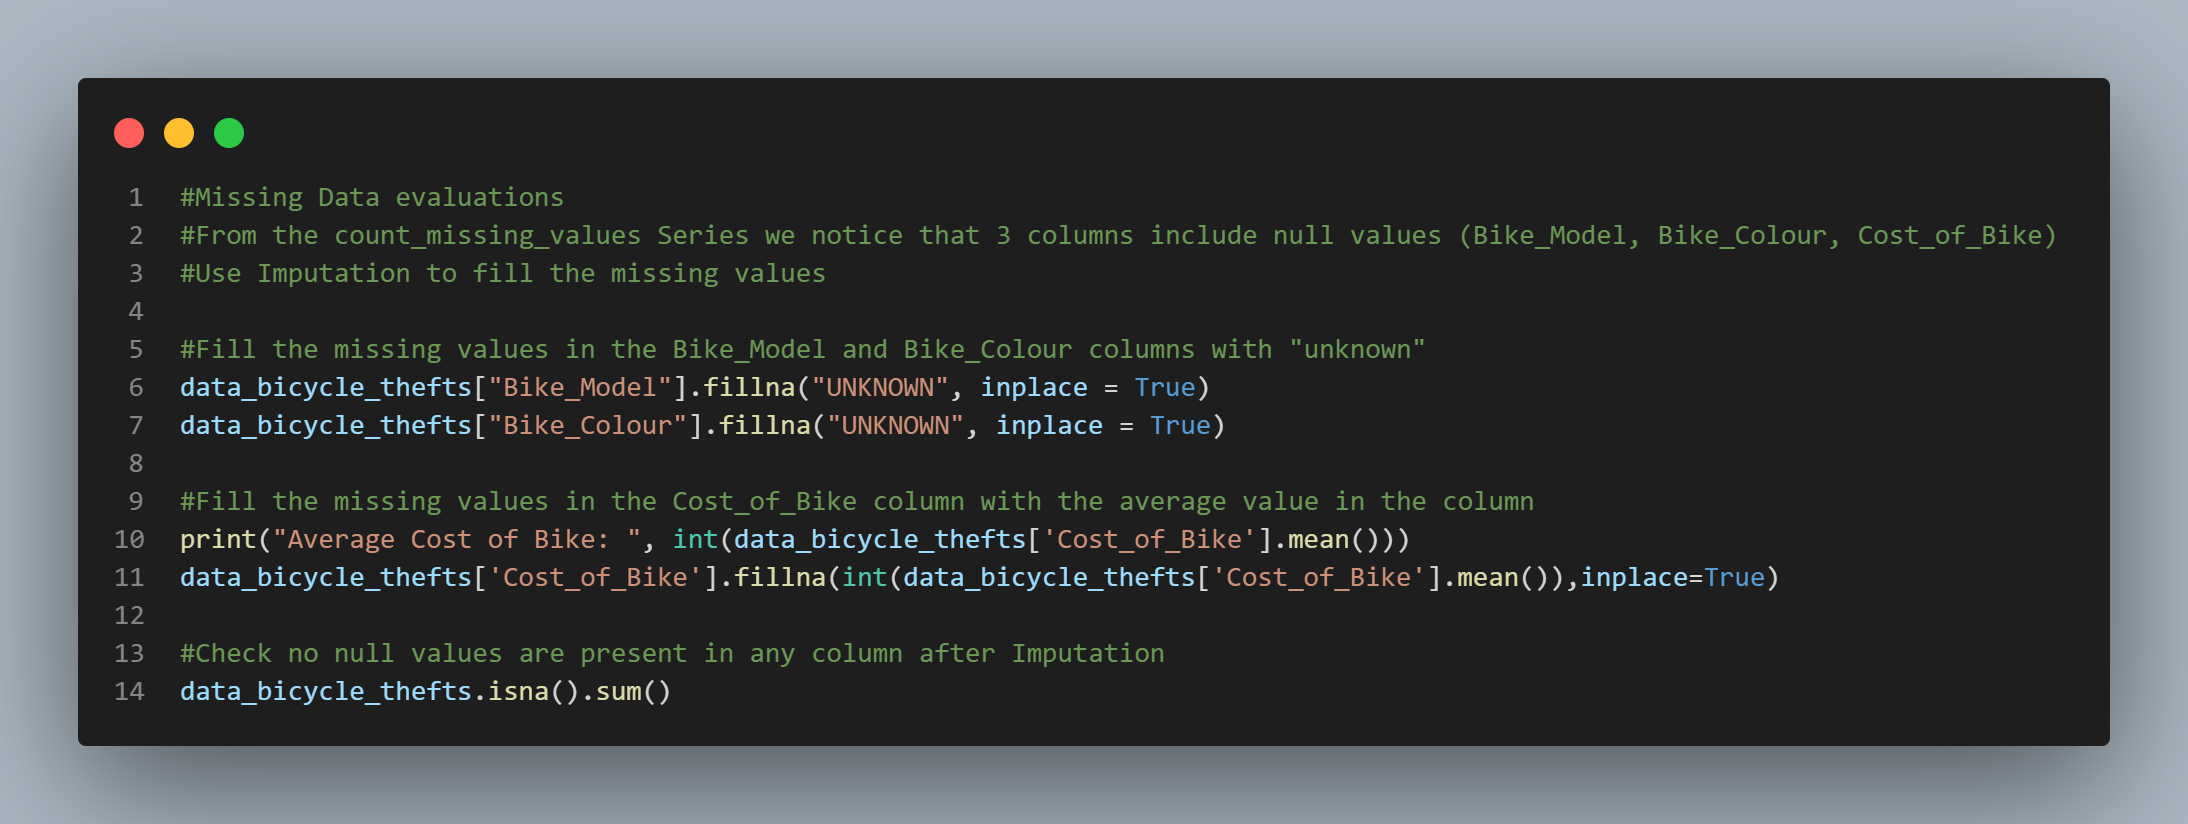 1 #Missing Data evaluations
2 #From the count_missing_values Series we notice that 3 columns include null values (Bike_Model, Bike_Colour, Cost_of_Bike)
3 #Use Imputation to fill the missing values
4
5 #Fill the missing values in the Bike_Model and Bike_Colour columns with "unknown"
6 data_bicycle_thefts["Bike_Model"].fillna("UNKNOWN", inplace = True)
7 data_bicycle_thefts["Bike_Colour"].fillna("UNKNOWN", inplace = True)
8
9 #Fill the missing values in the Cost_of_Bike column with the average value in the column
10 print("Average Cost of Bike: ", int(data_bicycle_thefts['Cost_of_Bike'].mean()))
11 data_bicycle_thefts['Cost_of_Bike'].fillna(int(data_bicycle_thefts['Cost_of_Bike'].mean()),inplace=True)
12
13 #Check no null values are present in any column after Imputation
14 data_bicycle_thefts.isna().sum()